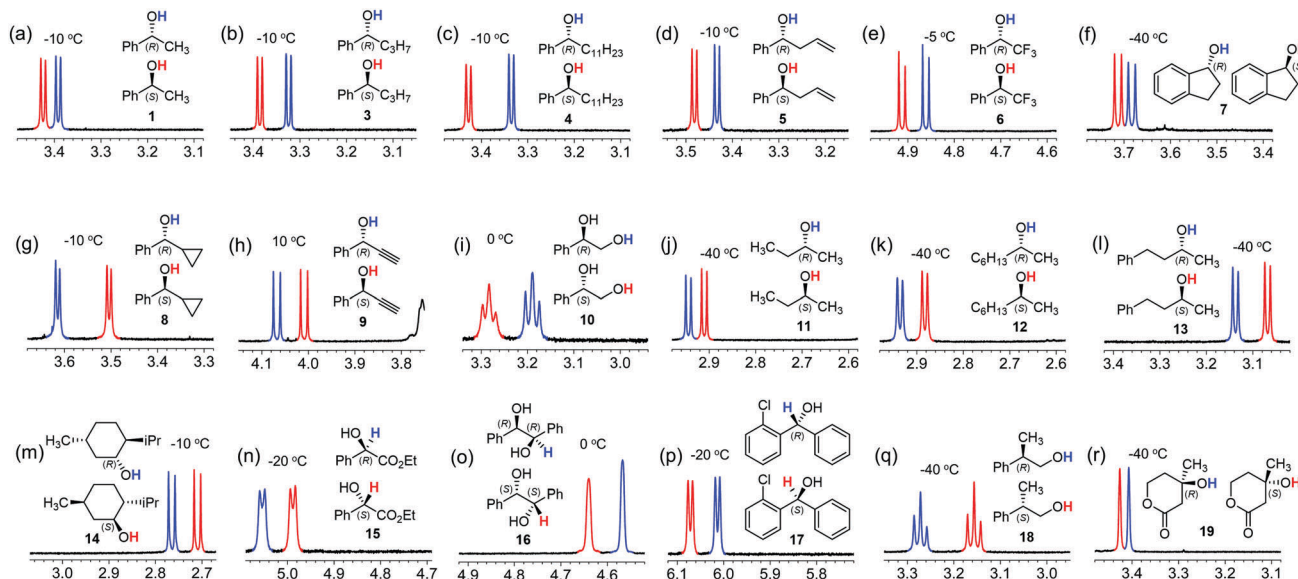 (a) -10 °C
OH
Ph (R) CH3
OH
Ph (S) CH3
1
3.4 3.3 3.2 3.1
(b) -10 °C
OH
Ph (R) C3H7
OH
Ph (S) C3H7
3
3.4 3.3 3.2 3.1
(c) -10 °C
OH
Ph (R) C11H23
OH
Ph (S) C11H23
4
3.4 3.3 3.2 3.1
(d) -10 °C
OH
Ph (R)
OH
Ph (S)
5
3.5 3.4 3.3 3.2
(e) -5 °C
OH
Ph (S) CF3
OH
Ph (R) CF3
6
4.9 4.8 4.7 4.6
(f) -40 °C
OH
(R)
7
3.7 3.6 3.5 3.4
(g) -10 °C
OH
Ph (R)
OH
Ph (S)
8
3.6 3.5 3.4 3.3
(h) 10 °C
OH
Ph (R)
OH
Ph (S)
9
4.1 4.0 3.9 3.8
(i) 0 °C
OH
Ph (R) OH
OH
Ph (S) OH
10
3.3 3.2 3.1 3.0
(j) -40 °C
OH
H3C (R) CH3
OH
H3C (S) CH3
11
2.9 2.8 2.7 2.6
(k) -40 °C
OH
C6H13 (R) CH3
OH
C6H13 (S) CH3
12
2.9 2.8 2.7 2.6
(l) -40 °C
OH
Ph (R) CH3
OH
Ph (S) CH3
13
3.3 3.2 3.1
(m) -10 °C
H3C iPr
(R) OH
H3C iPr
(S) OH
14
3.0 2.9 2.8 2.7
(n) -20 °C
HO H
Ph (R) CO2Et
HO H
Ph (S) CO2Et
15
5.0 4.9 4.8 4.7
(o) 0 °C
OH
(R) (R) Ph
Ph
HO H
OH
(S) (S) Ph
Ph
HO H
16
4.9 4.8 4.7 4.6
(p) -20 °C
Cl H OH
(R)
Cl H OH
(S)
17
6.1 6.0 5.9 5.8
(q) -40 °C
CH3
Ph (R) OH
CH3
Ph (S) OH
18
3.3 3.2 3.1 3.0
(r) -40 °C
CH3
OH
(R)
O
O
CH3
OH
(S)
O
O
19
3.4 3.3 3.2 3.1